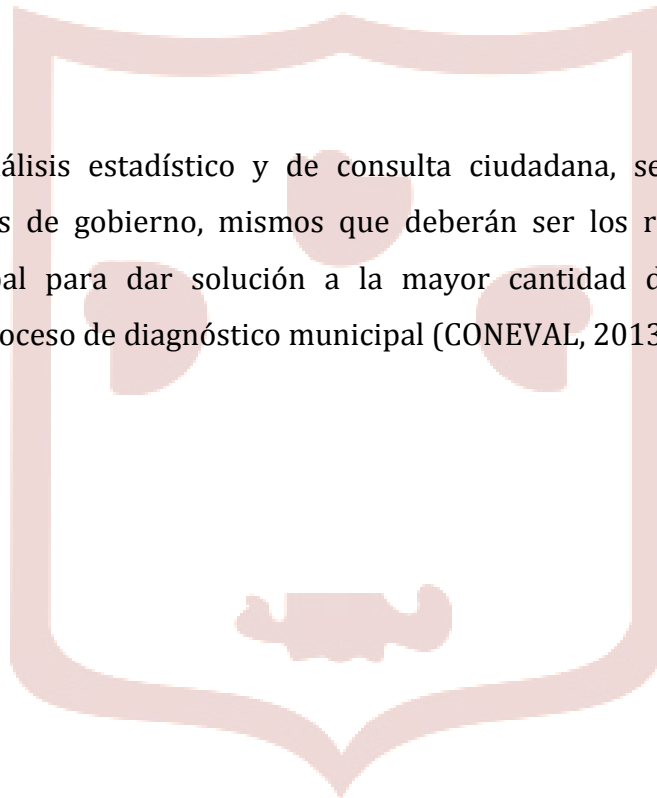 álisis estadístico y de consulta ciudadana, se
s de gobierno, mismos que deberán ser los r
al para dar solución a la mayor cantidad d
oceso de diagnóstico municipal (CONEVAL, 2013